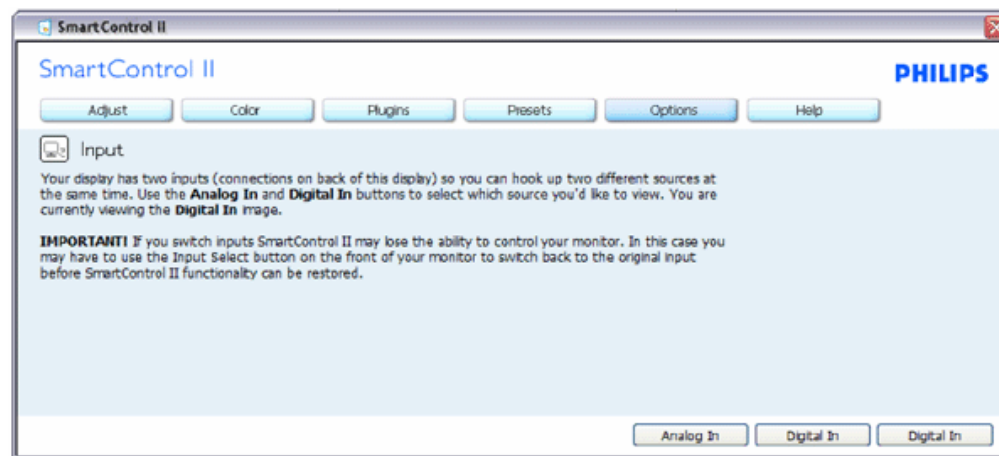 SmartControl II
SmartControl II
PHILIPS
Adjust Color Plugins Presets Options Help
Input
Your display has two inputs (connections on back of this display) so you can hook up two different sources at
the same time. Use the Analog In and Digital In buttons to select which source you'd like to view. You are
currently viewing the Digital In image.
IMPORTANT! If you switch inputs SmartControl II may lose the ability to control your monitor. In this case you
may have to use the Input Select button on the front of your monitor to switch back to the original input
before SmartControl II functionality can be restored.
Analog In Digital In Digital In